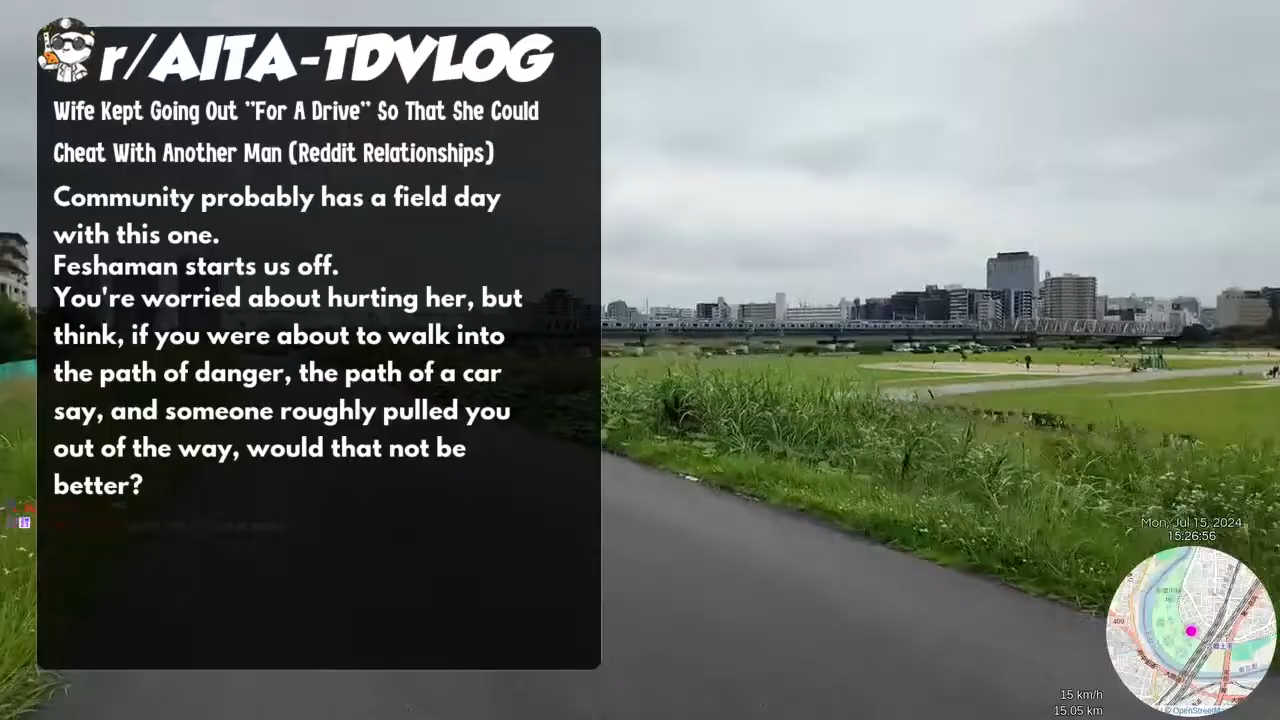 r/AITA-TDVLOG
Wife Kept Going Out "For A Drive" So That She Could
Cheat With Another Man (Reddit Relationships)
Community probably has a field day
with this one.
Feshaman starts us off.
You're worried about hurting her, but
think, if you were about to walk into
the path of danger, the path of a car
say, and someone roughly pulled you
out of the way, would that not be
better?
Mon, Jul 15, 2024
15:26:56
409
15 km/h
15.05 km
© OpenStreetMa